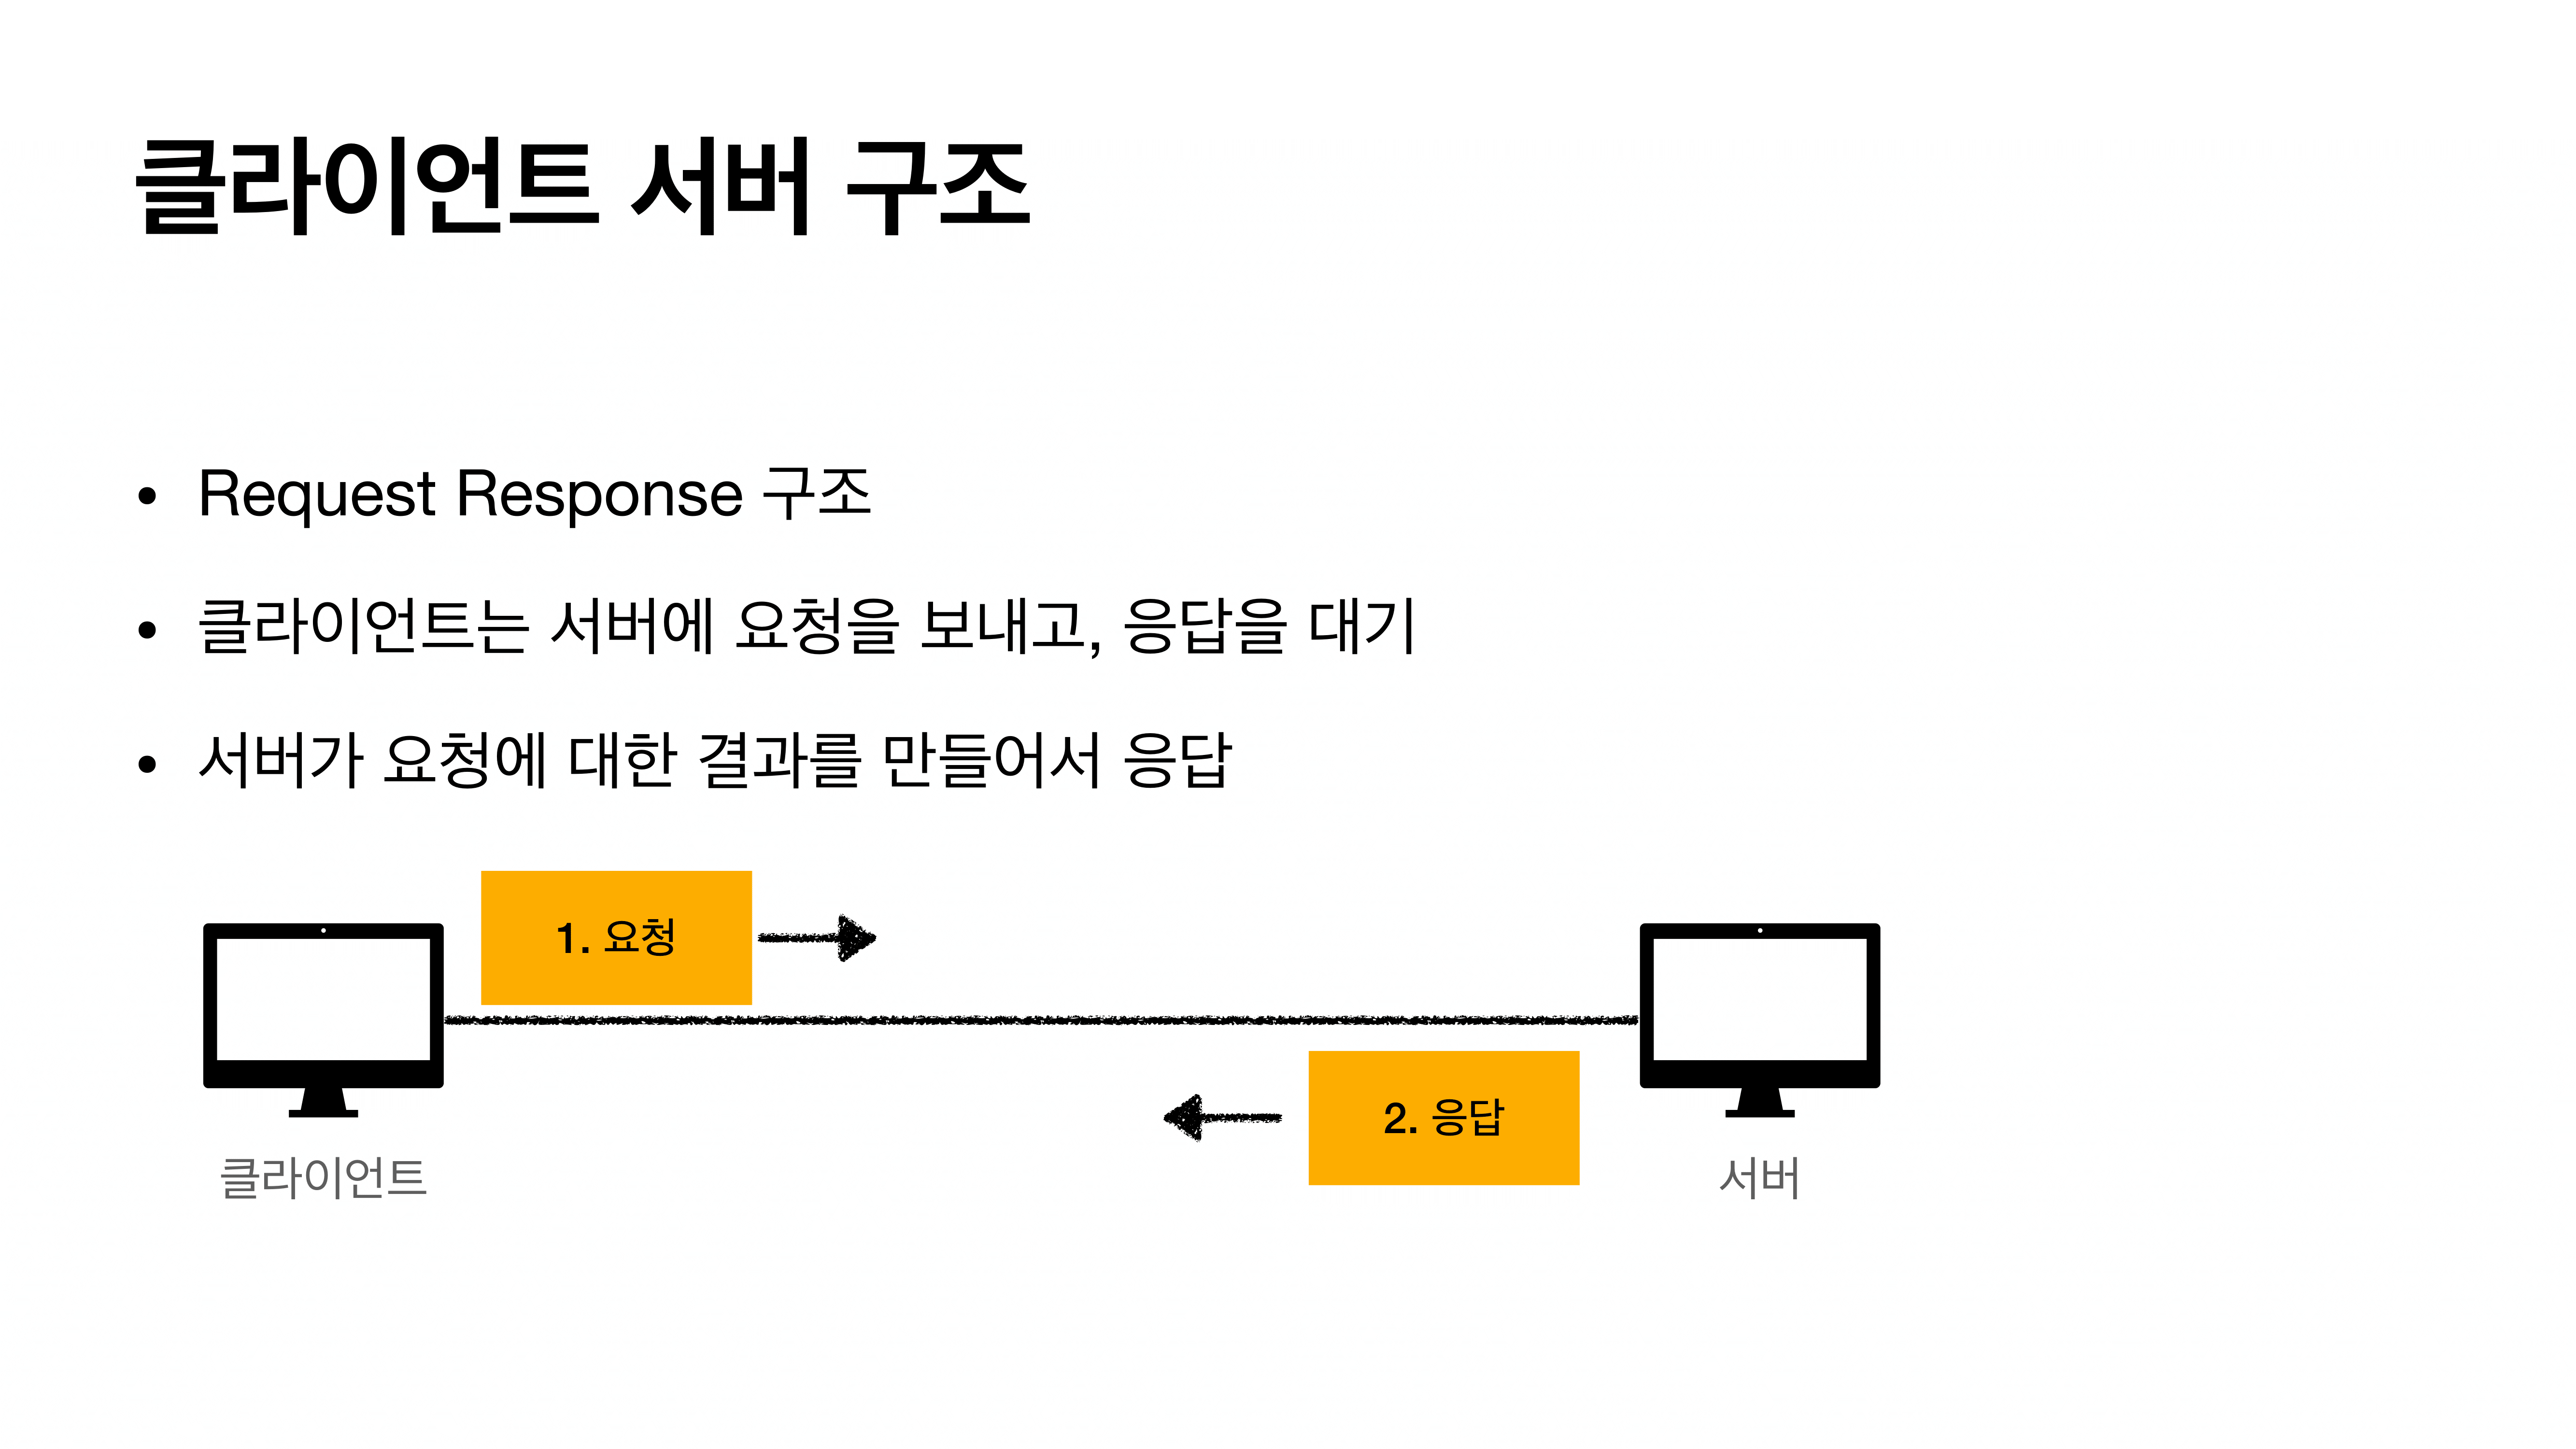 클라이언트 서버 구조
• Request Response 구조
• 클라이언트는 서버에 요청을 보내고, 응답을 대기
• 서버가 요청에 대한 결과를 만들어서 응답
1. 요청
2. 응답
클라이언트
서버